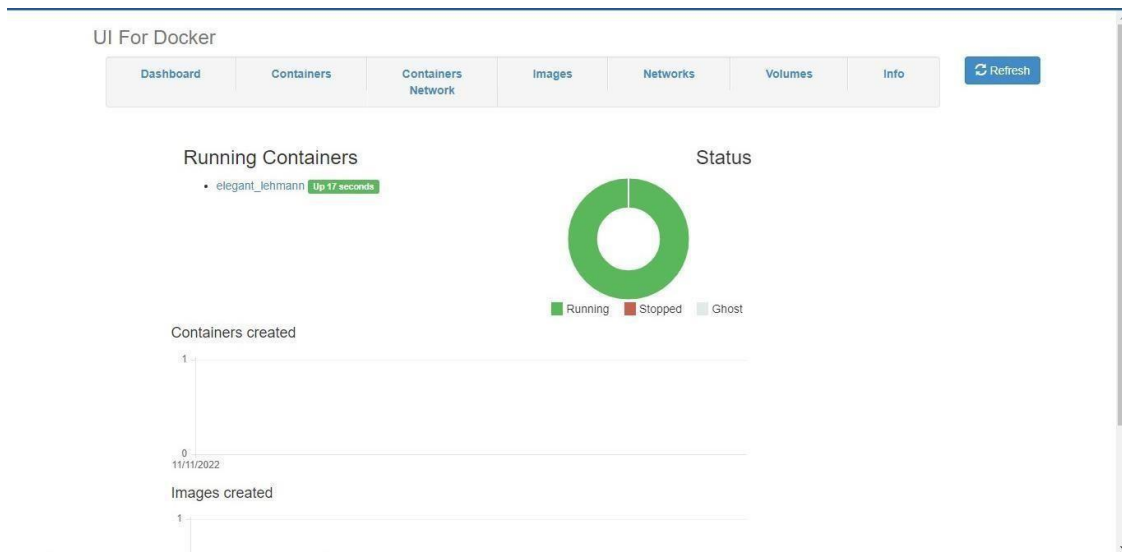 UI For Docker
Dashboard
Containers
Containers
Network
Images
Networks
Volumes
Info
Refresh
Running Containers
elegant_lehmann Up 17 seconds
Status
Running Stopped Ghost
Containers created
1
0
11/11/2022
Images created
1